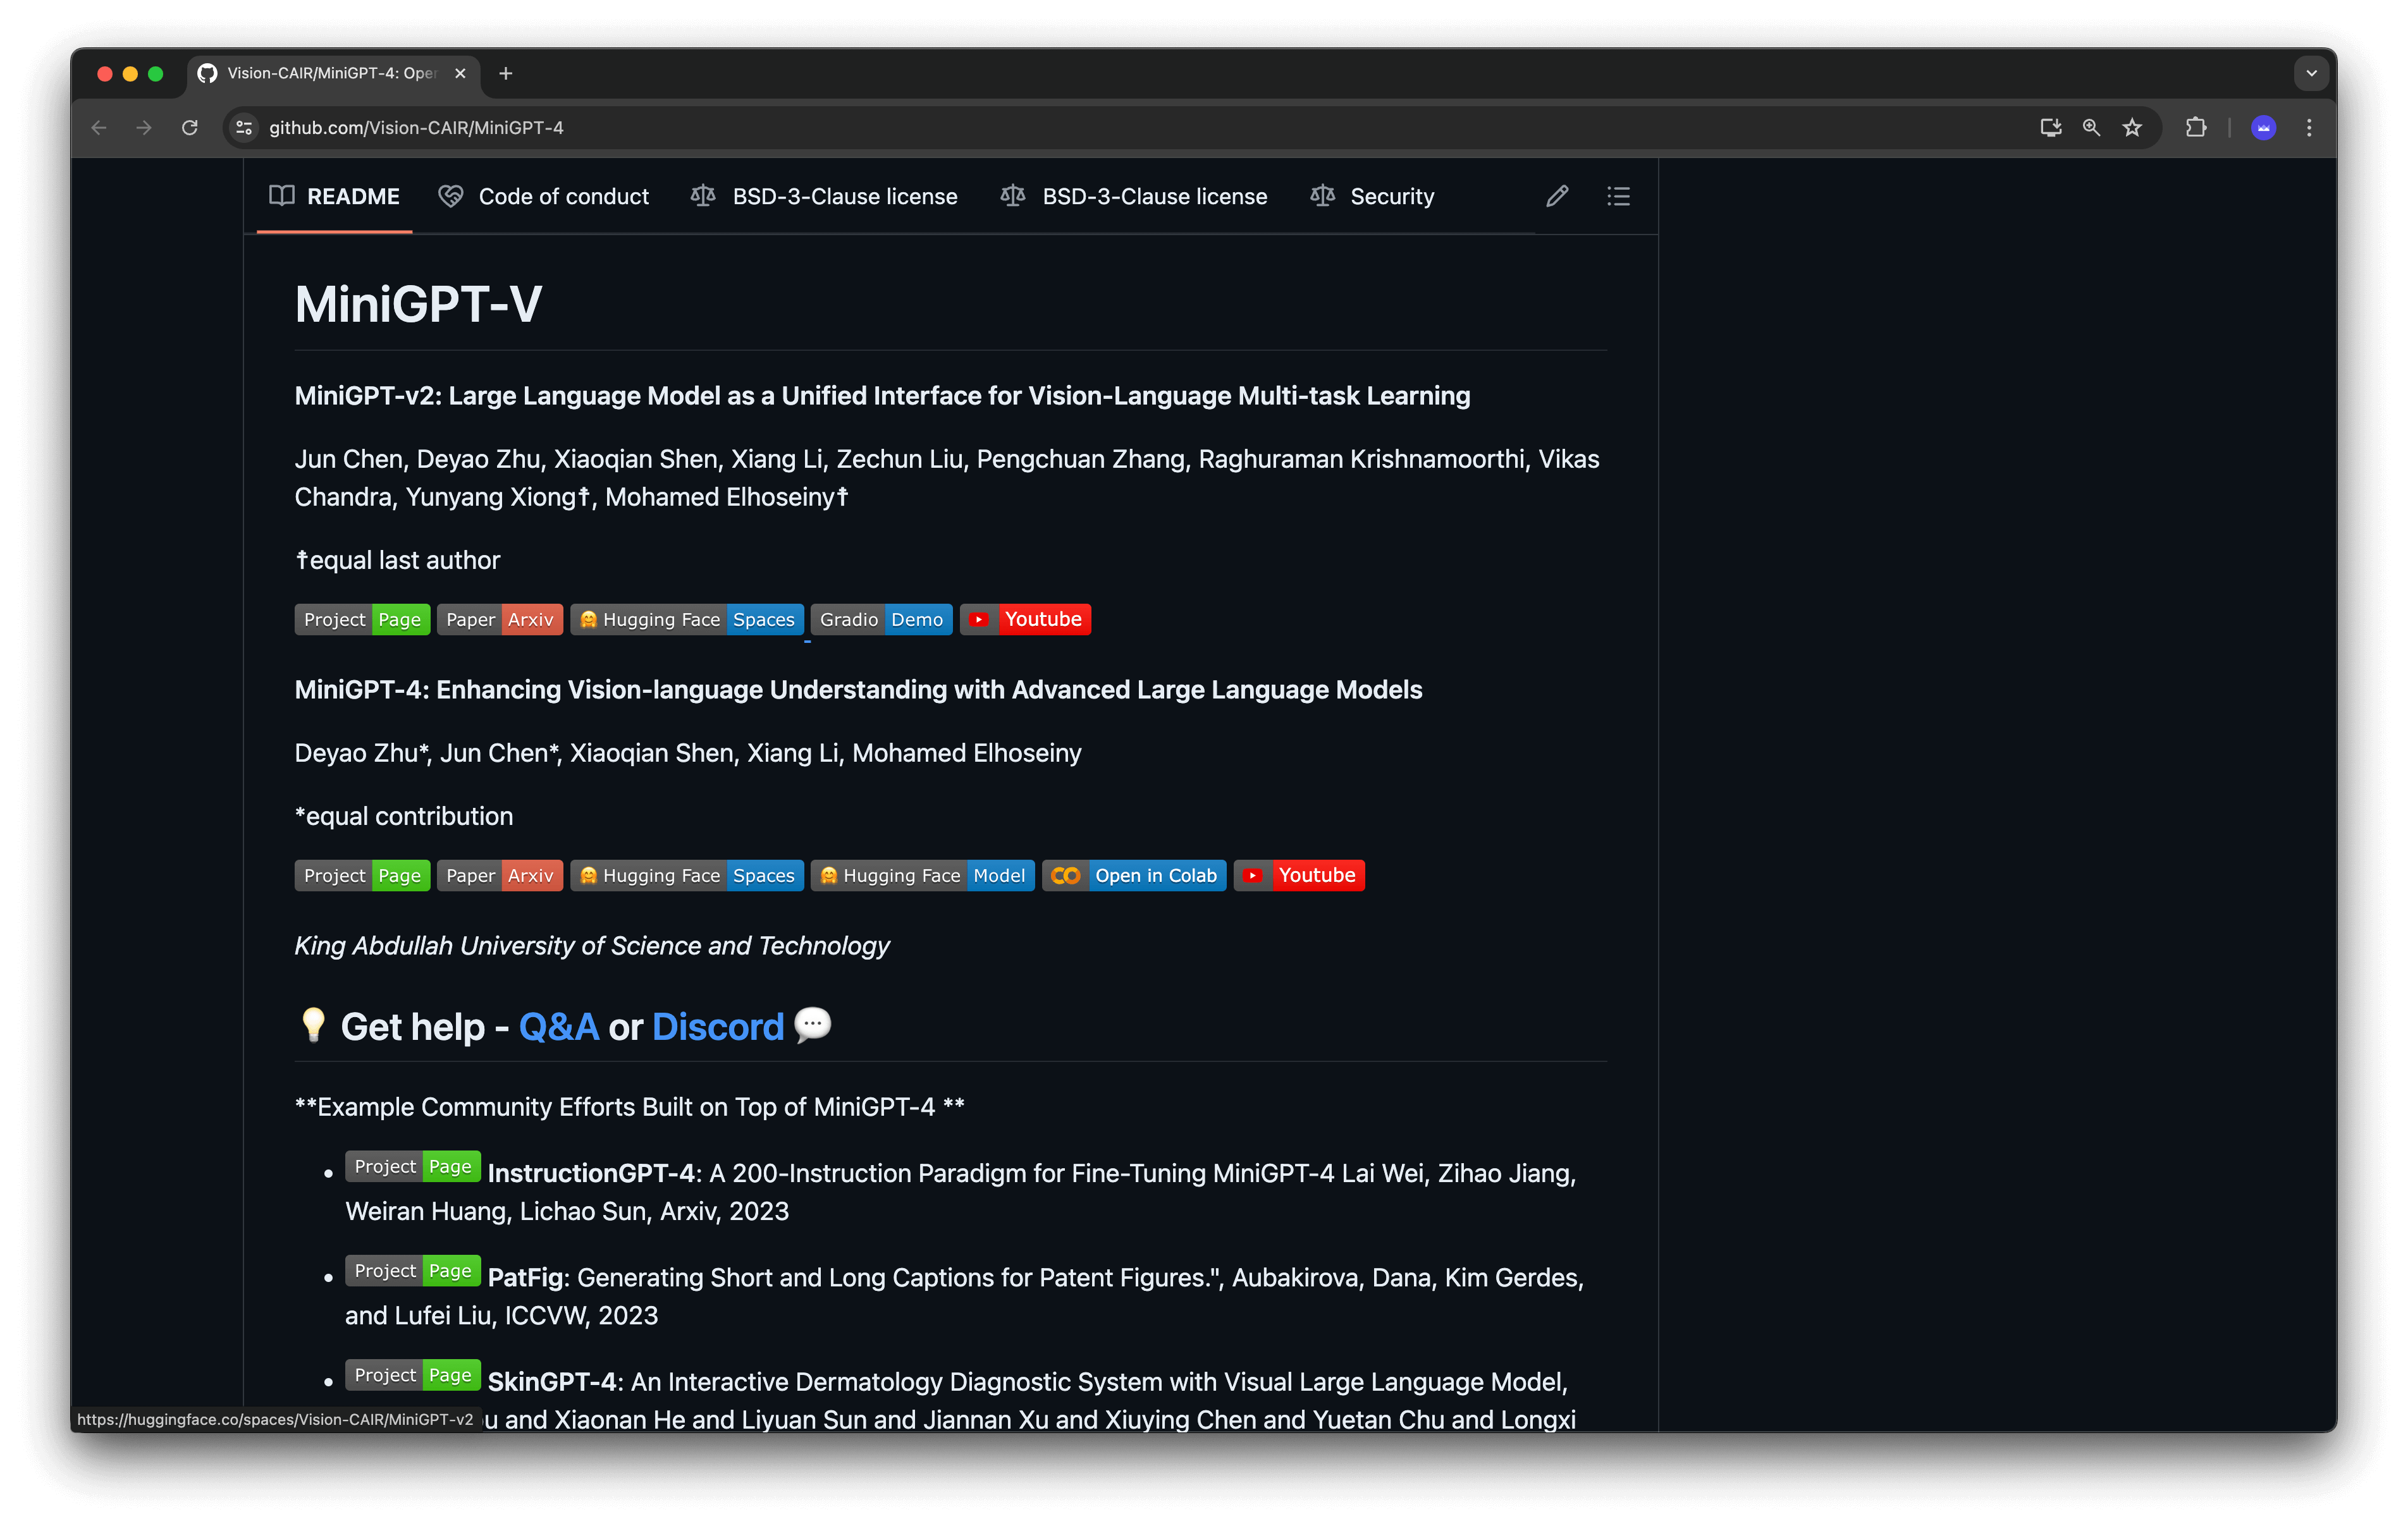 Vision-CAIR/MiniGPT-4: Oper
github.com/Vision-CAIR/MiniGPT-4
README Code of conduct BSD-3-Clause license BSD-3-Clause license Security
MiniGPT-V
MiniGPT-v2: Large Language Model as a Unified Interface for Vision-Language Multi-task Learning
Jun Chen, Deyao Zhu, Xiaoqian Shen, Xiang Li, Zechun Liu, Pengchuan Zhang, Raghuraman Krishnamoorthi, Vikas
Chandra, Yunyang Xiong☨, Mohamed Elhoseiny☨
☨equal last author
Project Page Paper Arxiv 🤗 Hugging Face Spaces Gradio Demo Youtube
MiniGPT-4: Enhancing Vision-language Understanding with Advanced Large Language Models
Deyao Zhu*, Jun Chen*, Xiaoqian Shen, Xiang Li, Mohamed Elhoseiny
*equal contribution
Project Page Paper Arxiv 🤗 Hugging Face Spaces 🤗 Hugging Face Model Open in Colab Youtube
King Abdullah University of Science and Technology
💡 Get help - Q&A or Discord 💬
**Example Community Efforts Built on Top of MiniGPT-4 **
• Project Page InstructionGPT-4: A 200-Instruction Paradigm for Fine-Tuning MiniGPT-4 Lai Wei, Zihao Jiang,
Weiran Huang, Lichao Sun, Arxiv, 2023
• Project Page PatFig: Generating Short and Long Captions for Patent Figures.", Aubakirova, Dana, Kim Gerdes,
and Lufei Liu, ICCVW, 2023
• Project Page SkinGPT-4: An Interactive Dermatology Diagnostic System with Visual Large Language Model,
u and Xiaonan He and Liyuan Sun and Jiannan Xu and Xiuying Chen and Yuetan Chu and Longxi
https://huggingface.co/spaces/Vision-CAIR/MiniGPT-v2